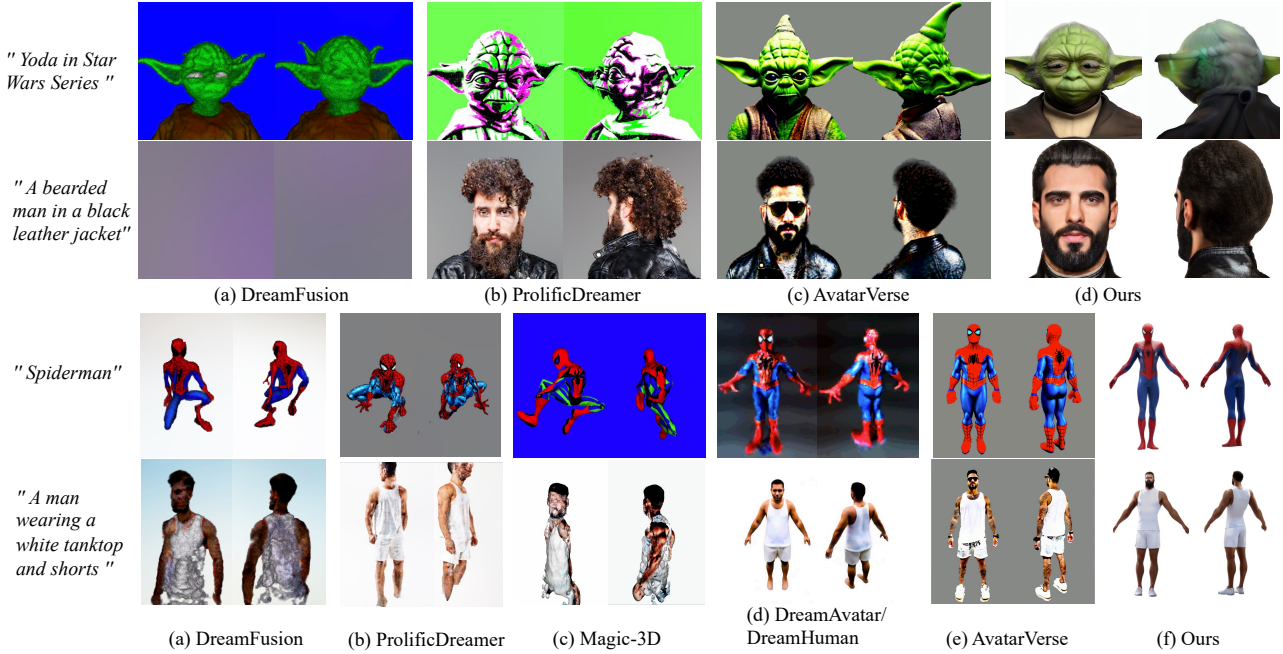 " Yoda in Star
Wars Series "
" A bearded
man in a black
leather jacket"
(a) DreamFusion
(b) ProlificDreamer
(c) AvatarVerse
(d) Ours
" Spiderman"
" A man
wearing a
white tanktop
and shorts "
(a) DreamFusion
(b) ProlificDreamer
(c) Magic-3D
(d) DreamAvatar/
DreamHuman
(e) AvatarVerse
(f) Ours